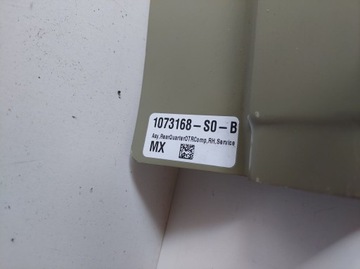 1073168-S0-B
Asy,RearQuarterOTRComp,RH,Service
MX